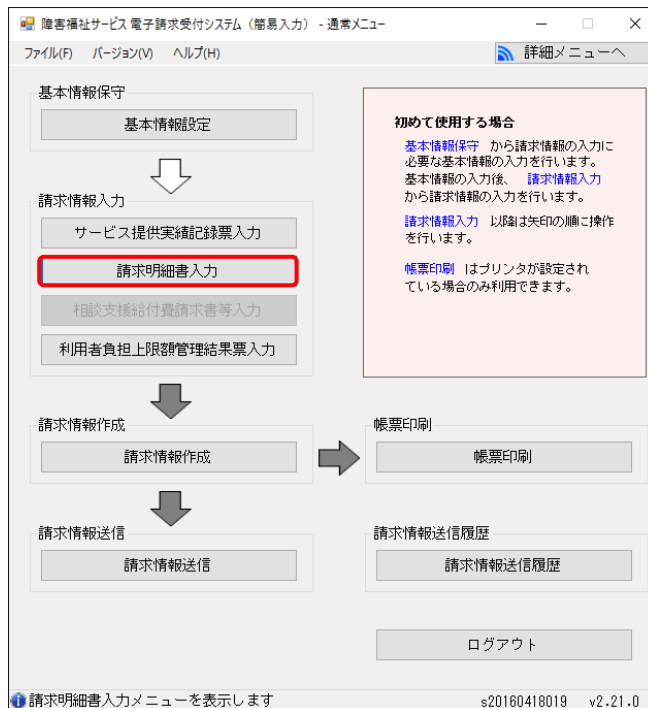 障害福祉サービス 電子請求受付システム（簡易入力） - 通常メニュー
ファイル(F) バージョン(V) ヘルプ(H)
詳細メニューへ
基本情報保守
基本情報設定
請求情報入力
サービス提供実績記録票入力
請求明細書入力
相談支援給付費請求書等入力
利用者負担上限額管理結果票入力
初めて使用する場合
基本情報保守 から請求情報の入力に
必要な基本情報の入力を行います。
基本情報の入力後、 請求情報入力
から請求情報の入力を行います。
請求情報入力 以降は矢印の順に操作
を行います。
帳票印刷 はプリンタが設定され
ている場合のみ利用できます。
請求情報作成
請求情報作成
帳票印刷
帳票印刷
請求情報送信
請求情報送信
請求情報送信履歴
請求情報送信履歴
ログアウト
請求明細書入力メニューを表示します
s20160418019 v2.21.0